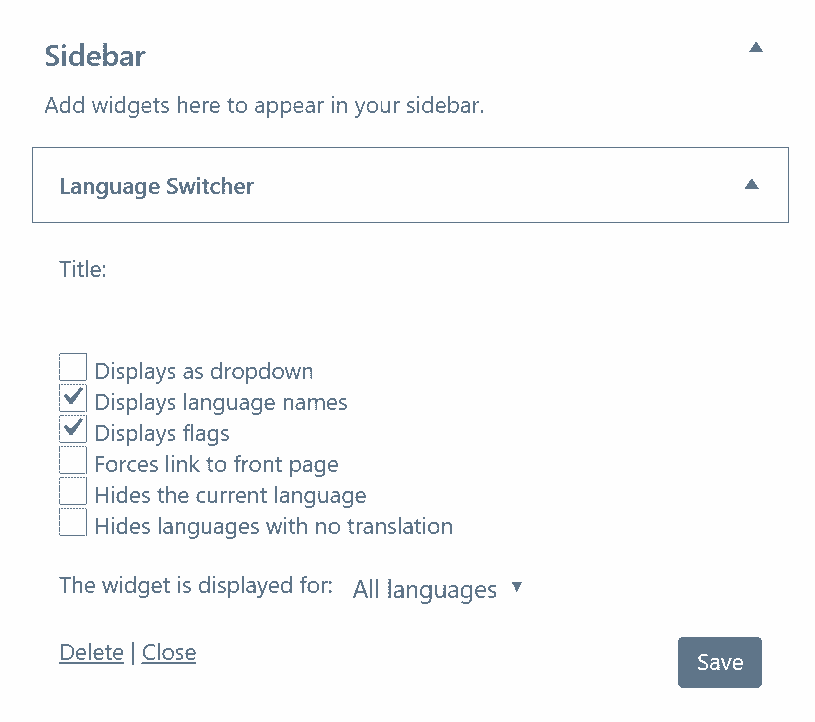 Sidebar
Add widgets here to appear in your sidebar.
Language Switcher
Title:
Displays as dropdown
Displays language names
Displays flags
Forces link to front page
Hides the current language
Hides languages with no translation
The widget is displayed for: All languages
Delete | Close
Save